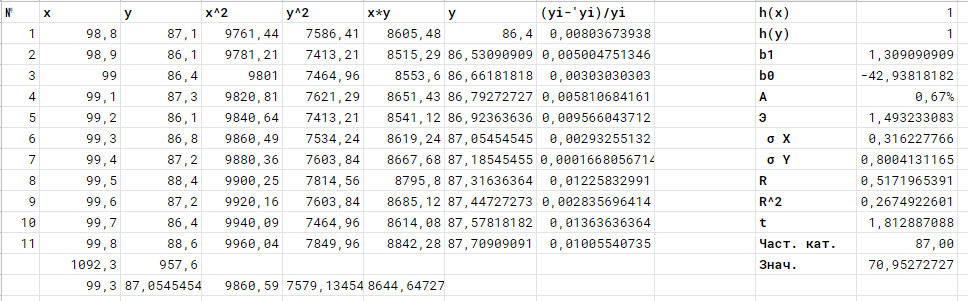 № x y x^2 y^2 x*y y (yi-'yi)/yi h(x) 1
1 98,8 87,1 9761,44 7586,41 8605,48 86,4 0,00803673938 h(y) 1
2 98,9 86,1 9781,21 7413,21 8515,29 86,53090909 0,005004751346 b1 1,309090909
3 99 86,4 9801 7464,96 8553,6 86,66181818 0,00303030303 b0 -42,93818182
4 99,1 87,3 9820,81 7621,29 8651,43 86,79272727 0,005810684161 A 0,67%
5 99,2 86,1 9840,64 7413,21 8541,12 86,92363636 0,009566043712 Э 1,493233083
6 99,3 86,8 9860,49 7534,24 8619,24 87,05454545 0,00293255132 σ X 0,316227766
7 99,4 87,2 9880,36 7603,84 8667,68 87,18545455 0,0001668056714 σ Y 0,8004131165
8 99,5 88,4 9900,25 7814,56 8795,8 87,31636364 0,01225832991 R 0,5171965391
9 99,6 87,2 9920,16 7603,84 8685,12 87,44727273 0,002835696414 R^2 0,2674922601
10 99,7 86,4 9940,09 7464,96 8614,08 87,57818182 0,01363636364 t 1,812887088
11 99,8 88,6 9960,04 7849,96 8842,28 87,70909091 0,01005540735 Част. кат. 87,00
1092,3 957,6 Знач. 70,95272727
99,3 87,0545454 9860,59 7579,13454 8644,64727